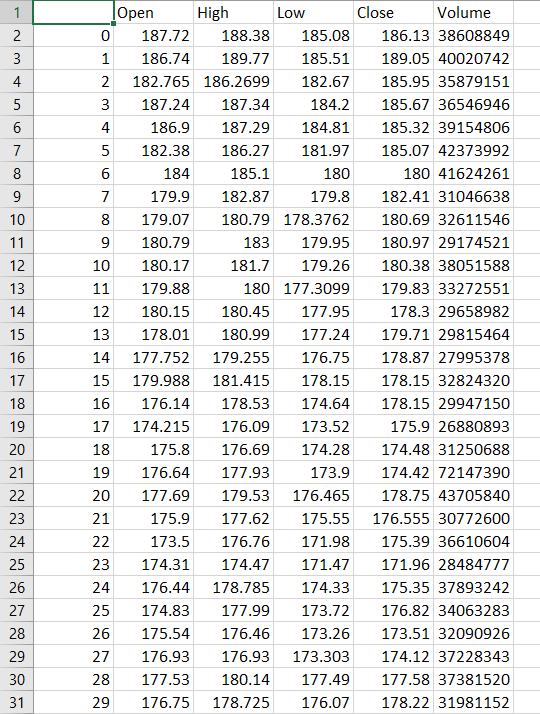 1 Open High Low Close Volume
2 0 187.72 188.38 185.08 186.13 38608849
3 1 186.74 189.77 185.51 189.05 40020742
4 2 182.765 186.2699 182.67 185.95 35879151
5 3 187.24 187.34 184.2 185.67 36546946
6 4 186.9 187.29 184.81 185.32 39154806
7 5 182.38 186.27 181.97 185.07 42373992
8 6 184 185.1 180 180 41624261
9 7 179.9 182.87 179.8 182.41 31046638
10 8 179.07 180.79 178.3762 180.69 32611546
11 9 180.79 183 179.95 180.97 29174521
12 10 180.17 181.7 179.26 180.38 38051588
13 11 179.88 180 177.3099 179.83 33272551
14 12 180.15 180.45 177.95 178.3 29658982
15 13 178.01 180.99 177.24 179.71 29815464
16 14 177.752 179.255 176.75 178.87 27995378
17 15 179.988 181.415 178.15 178.15 32824320
18 16 176.14 178.53 174.64 178.15 29947150
19 17 174.215 176.09 173.52 175.9 26880893
20 18 175.8 176.69 174.28 174.48 31250688
21 19 176.64 177.93 173.9 174.42 72147390
22 20 177.69 179.53 176.465 178.75 43705840
23 21 175.9 177.62 175.55 176.555 30772600
24 22 173.5 176.76 171.98 175.39 36610604
25 23 174.31 174.47 171.47 171.96 28484777
26 24 176.44 178.785 174.33 175.35 37893242
27 25 174.83 177.99 173.72 176.82 34063283
28 26 175.54 176.46 173.26 173.51 32090926
29 27 176.93 176.93 173.303 174.12 37228343
30 28 177.53 180.14 177.49 177.58 37381520
31 29 176.75 178.725 176.07 178.22 31981152